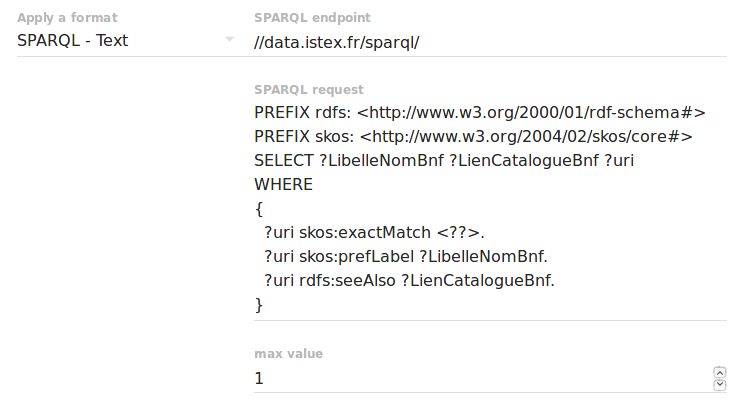 Apply a format
SPARQL - Text
SPARQL endpoint
//data.istex.fr/sparql/
SPARQL request
PREFIX rdfs: <http://www.w3.org/2000/01/rdf-schema#>
PREFIX skos: <http://www.w3.org/2004/02/skos/core#>
SELECT ?LibelleNomBnf ?LienCatalogueBnf ?uri
WHERE
{
?uri skos:exactMatch <??>.
?uri skos:prefLabel ?LibelleNomBnf.
?uri rdfs:seeAlso ?LienCatalogueBnf.
}
max value
1